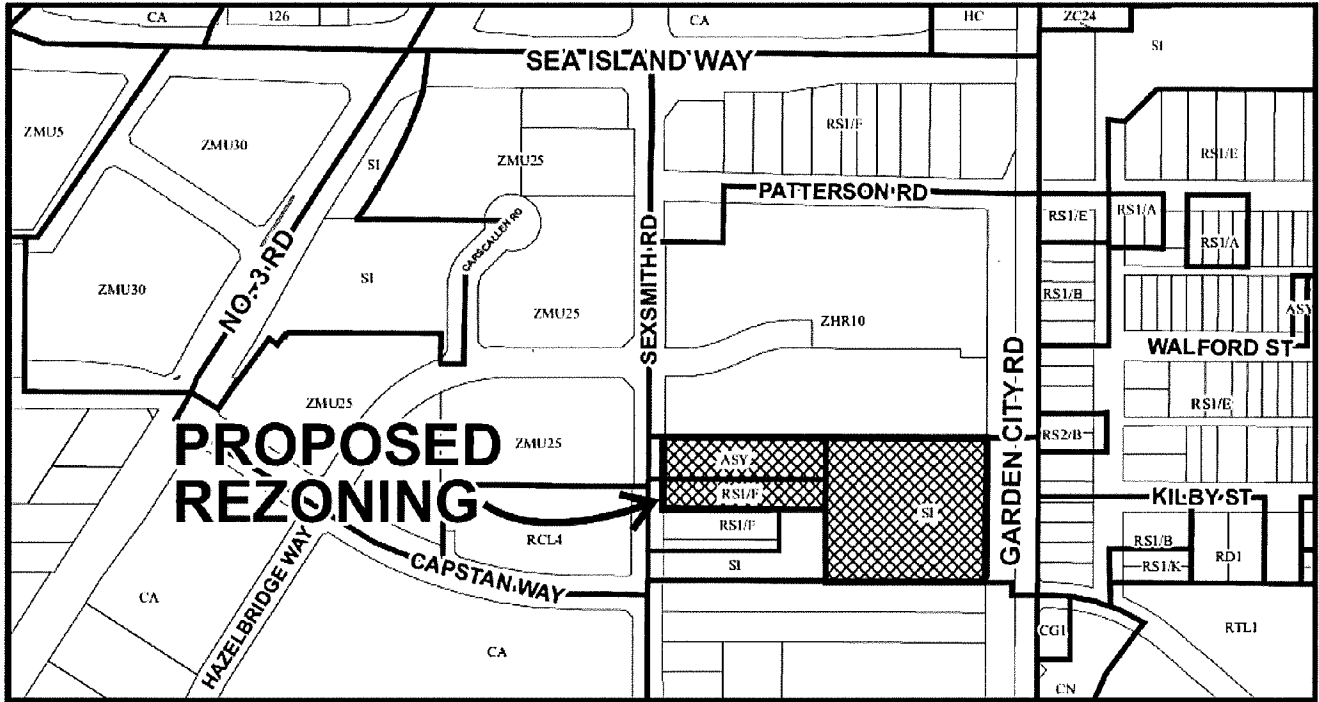 CA
126
CA
HC
ZC24
SI
SEA ISLAND WAY
ZMU5
ZMU30
SI
ZMU25
RS1/F
RS1/E
PATTERSON RD
RS1/E
RS1/A
RS1/A
CARSCALLEN RD
NO. 3 RD
SEXSMITH RD
ZMU30
SI
RS1/B
ASY
ZMU25
ZHR10
GARDEN CITY RD
WALFORD ST
ZMU25
RS1/E
PROPOSED
REZONING
ZMU25
ASY
RS2/B
RS1/F
SI
KILBY ST
RS1/F
RCL4
SI
RS1/B
RS1/K
RD1
HAZELBRIDGE WAY
CAPSTAN WAY
CA
CA
CG1
CN
RTL1